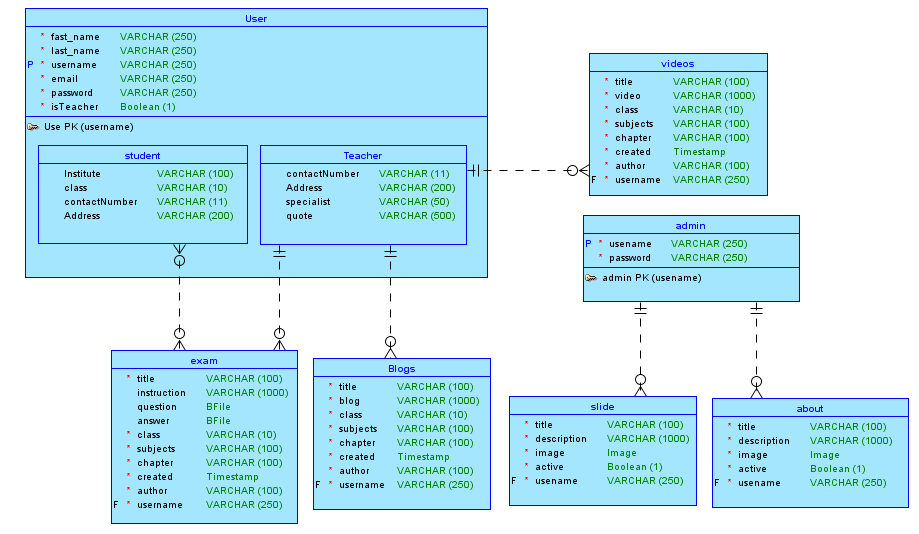 User
* fast_name VARCHAR (250)
* last_name VARCHAR (250)
P * username VARCHAR (250)
* email VARCHAR (250)
* password VARCHAR (250)
* isTeacher Boolean (1)
Use PK (username)
student
Institute VARCHAR (100)
class VARCHAR (10)
contactNumber VARCHAR (11)
Address VARCHAR (200)
Teacher
contactNumber VARCHAR (11)
Address VARCHAR (200)
specialist VARCHAR (50)
quote VARCHAR (500)
videos
* title VARCHAR (100)
* video VARCHAR (1000)
* class VARCHAR (10)
* subjects VARCHAR (100)
* chapter VARCHAR (100)
* created Timestamp
* author VARCHAR (100)
F * username VARCHAR (250)
admin
P * usename VARCHAR (250)
* password VARCHAR (250)
admin PK (usename)
exam
* title VARCHAR (100)
instruction VARCHAR (1000)
question BFile
answer BFile
* class VARCHAR (10)
* subjects VARCHAR (100)
* chapter VARCHAR (100)
* created Timestamp
* author VARCHAR (100)
F * username VARCHAR (250)
Blogs
* title VARCHAR (100)
* blog VARCHAR (1000)
* class VARCHAR (10)
* subjects VARCHAR (100)
* chapter VARCHAR (100)
* created Timestamp
* author VARCHAR (100)
F * username VARCHAR (250)
slide
* title VARCHAR (100)
* description VARCHAR (1000)
* image Image
* active Boolean (1)
F * usename VARCHAR (250)
about
* title VARCHAR (100)
* description VARCHAR (1000)
* image Image
* active Boolean (1)
F * usename VARCHAR (250)